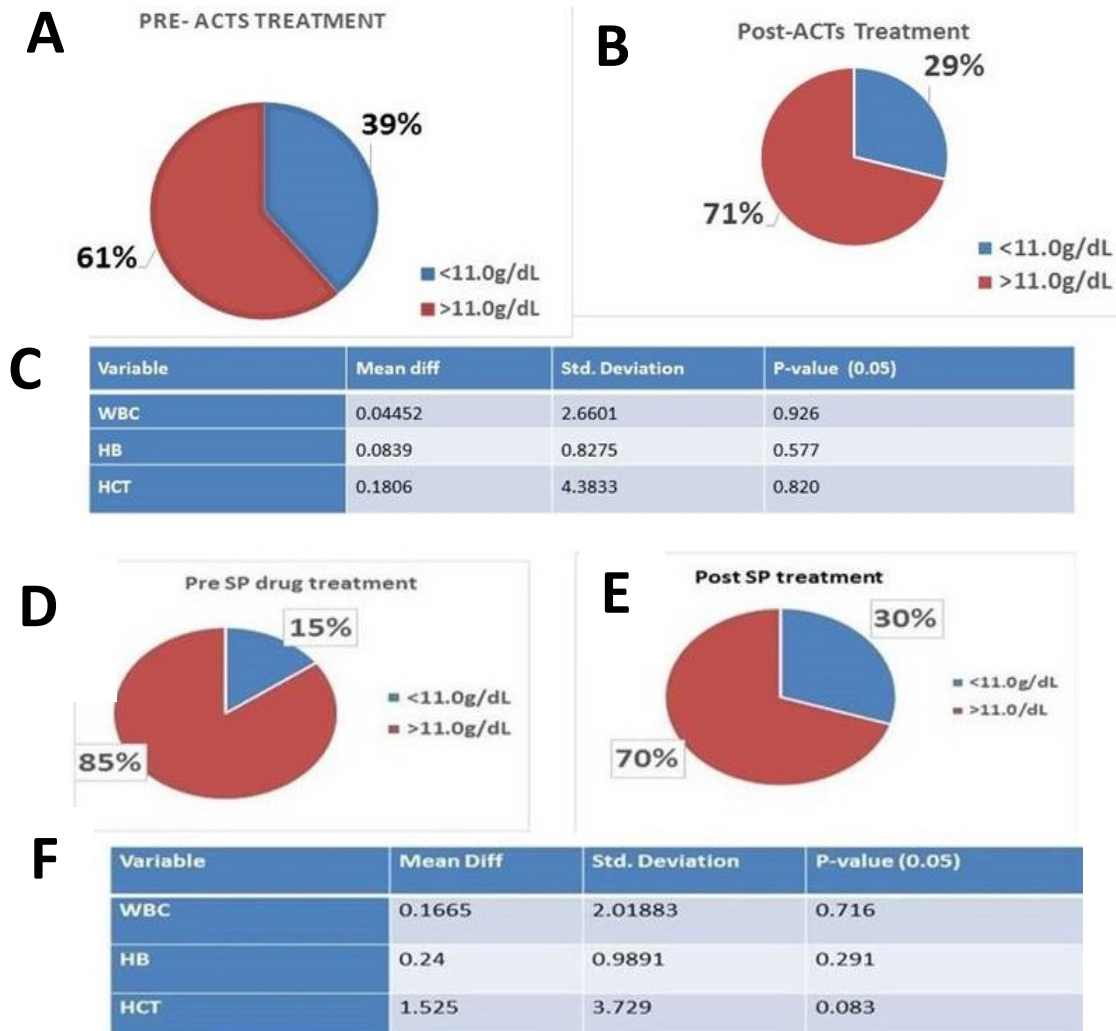 A
PRE- ACTS TREATMENT
39%
61%
<11.0g/dL
>11.0g/dL
B
Post-ACTs Treatment
29%
71%
<11.0g/dL
>11.0g/dL
C
Variable Mean diff Std. Deviation P-value (0.05)
WBC 0.04452 2.6601 0.926
HB 0.0839 0.8275 0.577
HCT 0.1806 4.3833 0.820
D
Pre SP drug treatment
15%
85%
<11.0g/dL
>11.0g/dL
E
Post SP treatment
30%
70%
<11.0g/dL
>11.0/dL
F
Variable Mean Diff Std. Deviation P-value (0.05)
WBC 0.1665 2.01883 0.716
HB 0.24 0.9891 0.291
HCT 1.525 3.729 0.083